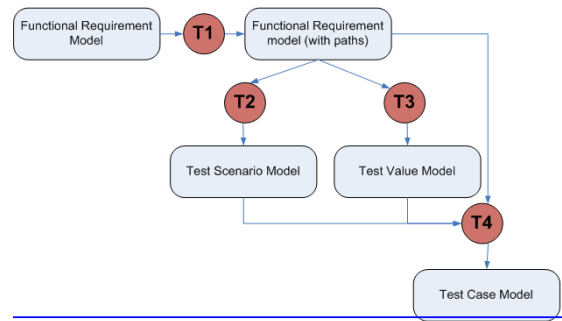 Functional Requirement
Model
T1
Functional Requirement
model (with paths)
T2
T3
Test Scenario Model
Test Value Model
T4
Test Case Model